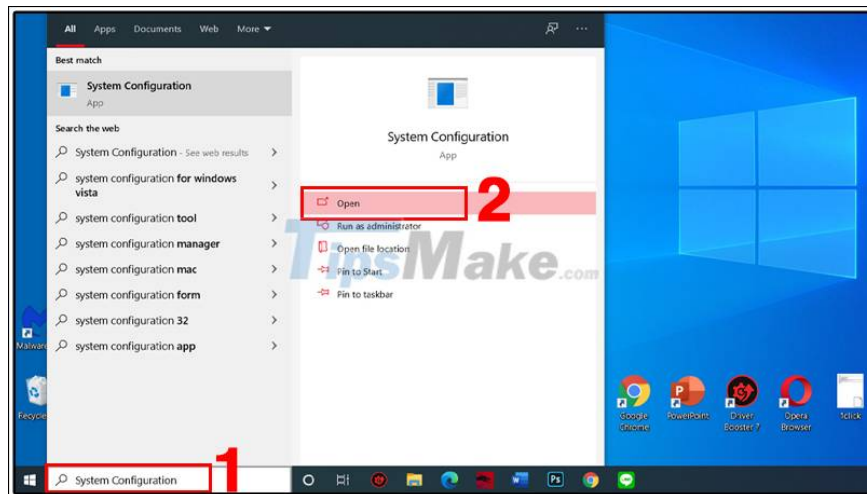 All Apps Documents Web More
Best match
System Configuration
App
Search the web
System Configuration - See web results
system configuration for windows
vista
system configuration tool
system configuration manager
system configuration mac
system configuration form
system configuration 32
system configuration app
System Configuration
App
Open
2
Run as administrator
Open file location
Pin to Start
Pin to taskbar
TipsMake.com
Malware
Recycle
Google
Chrome
PowerPoint
Driver
Booster 7
Opera
Browser
1click
System Configuration
1
W
Ps